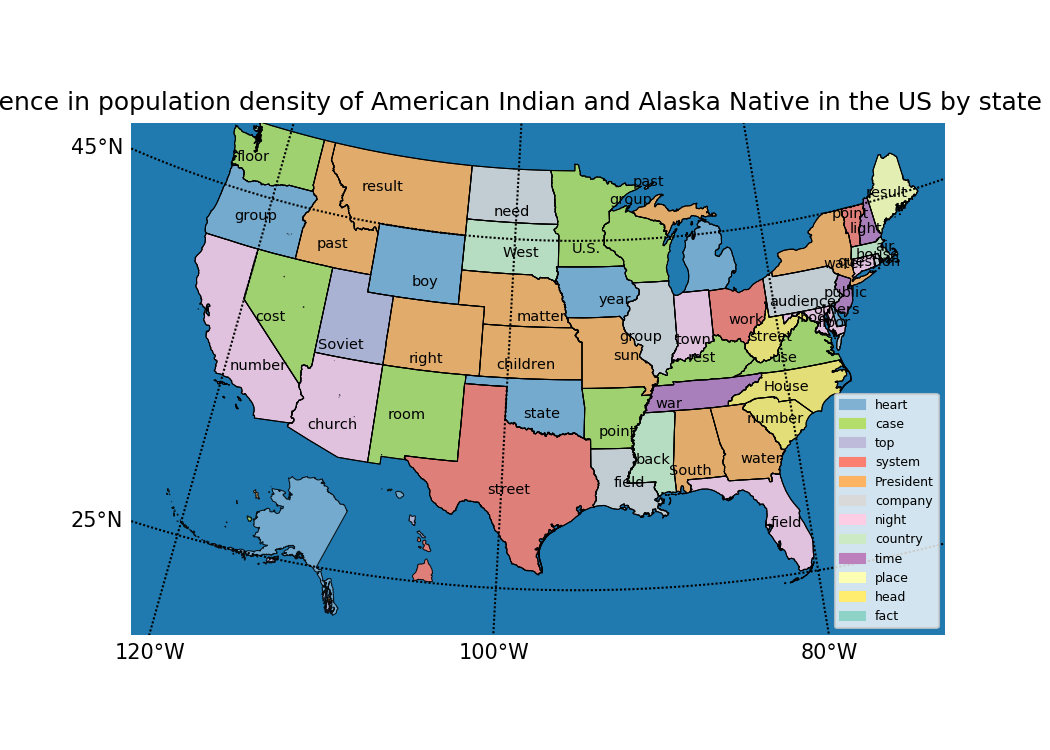 ence in population density of American Indian and Alaska Native in the US by state
45°N
25°N
120°W
100°W
80°W
floor
result
need
past
group
result
group
past
West
U.S.
point
light
air
house
question
water
boy
year
public
audience
others
cost
matter
floor
work
Soviet
group
town
street
number
right
children
sun
rest
use
church
room
state
war
House
point
number
back
South
water
street
field
field
heart
case
top
system
President
company
night
country
time
place
head
fact